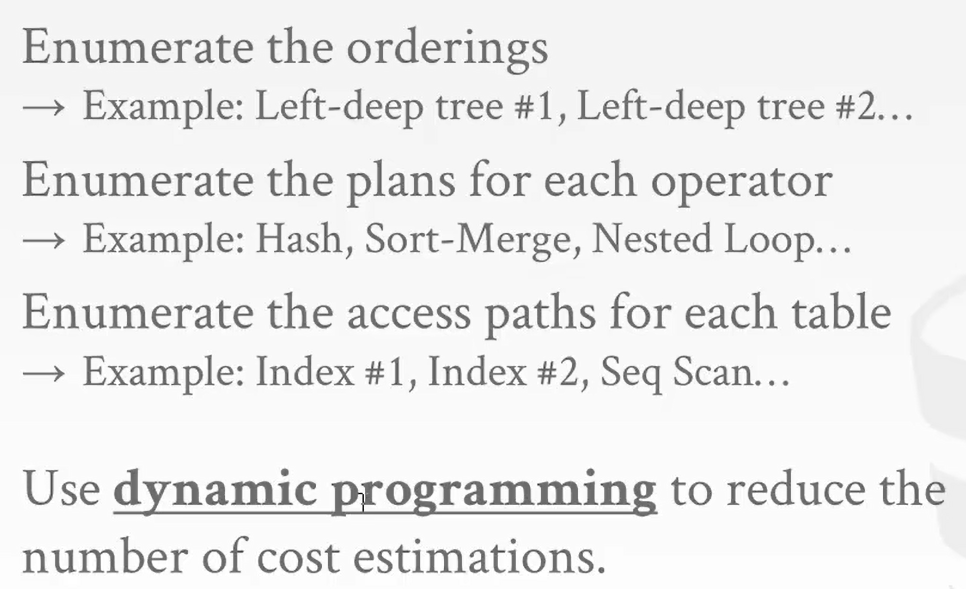 Enumerate the orderings
→ Example: Left-deep tree #1, Left-deep tree #2…
Enumerate the plans for each operator
→ Example: Hash, Sort-Merge, Nested Loop…
Enumerate the access paths for each table
→ Example: Index #1, Index #2, Seq Scan…
Use dynamic programming to reduce the
number of cost estimations.